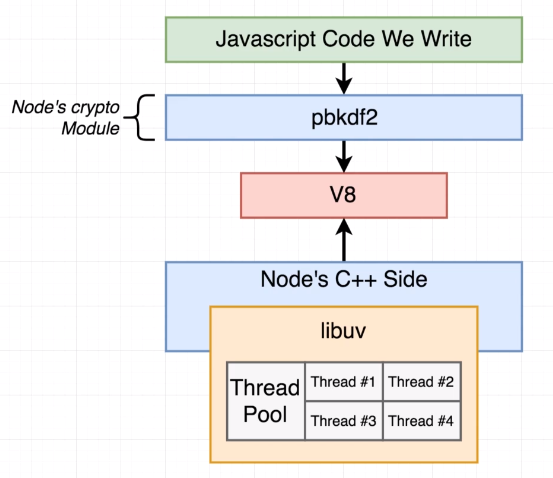 Javascript Code We Write
Node's crypto
Module
pbkdf2
V8
Node's C++ Side
libuv
Thread
Pool
Thread #1
Thread #2
Thread #3
Thread #4